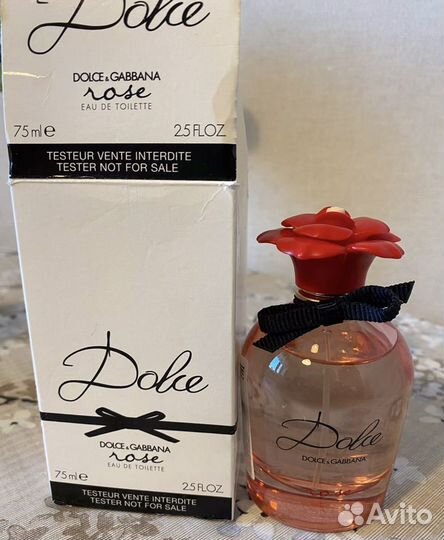 Dolce
DOLCE & GABBANA
rose
EAU DE TOILETTE
75 ml e 2.5 FL.OZ.
TESTEUR VENTE INTERDITE
TESTER NOT FOR SALE
Dolce
DOLCE & GABBANA
rose
EAU DE TOILETTE
75 ml e 2.5 FL.OZ.
TESTEUR VENTE INTERDITE
TESTER NOT FOR SALE
Dolce
DOLCE & GABBANA
Avito